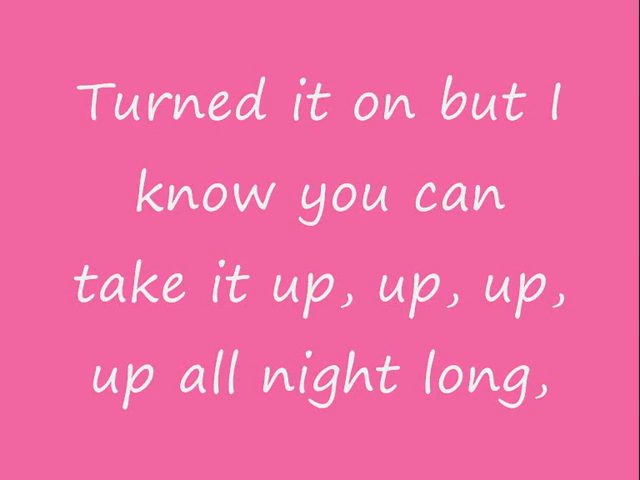 Turned it on but I
know you can
take it up, up, up,
up all night long,